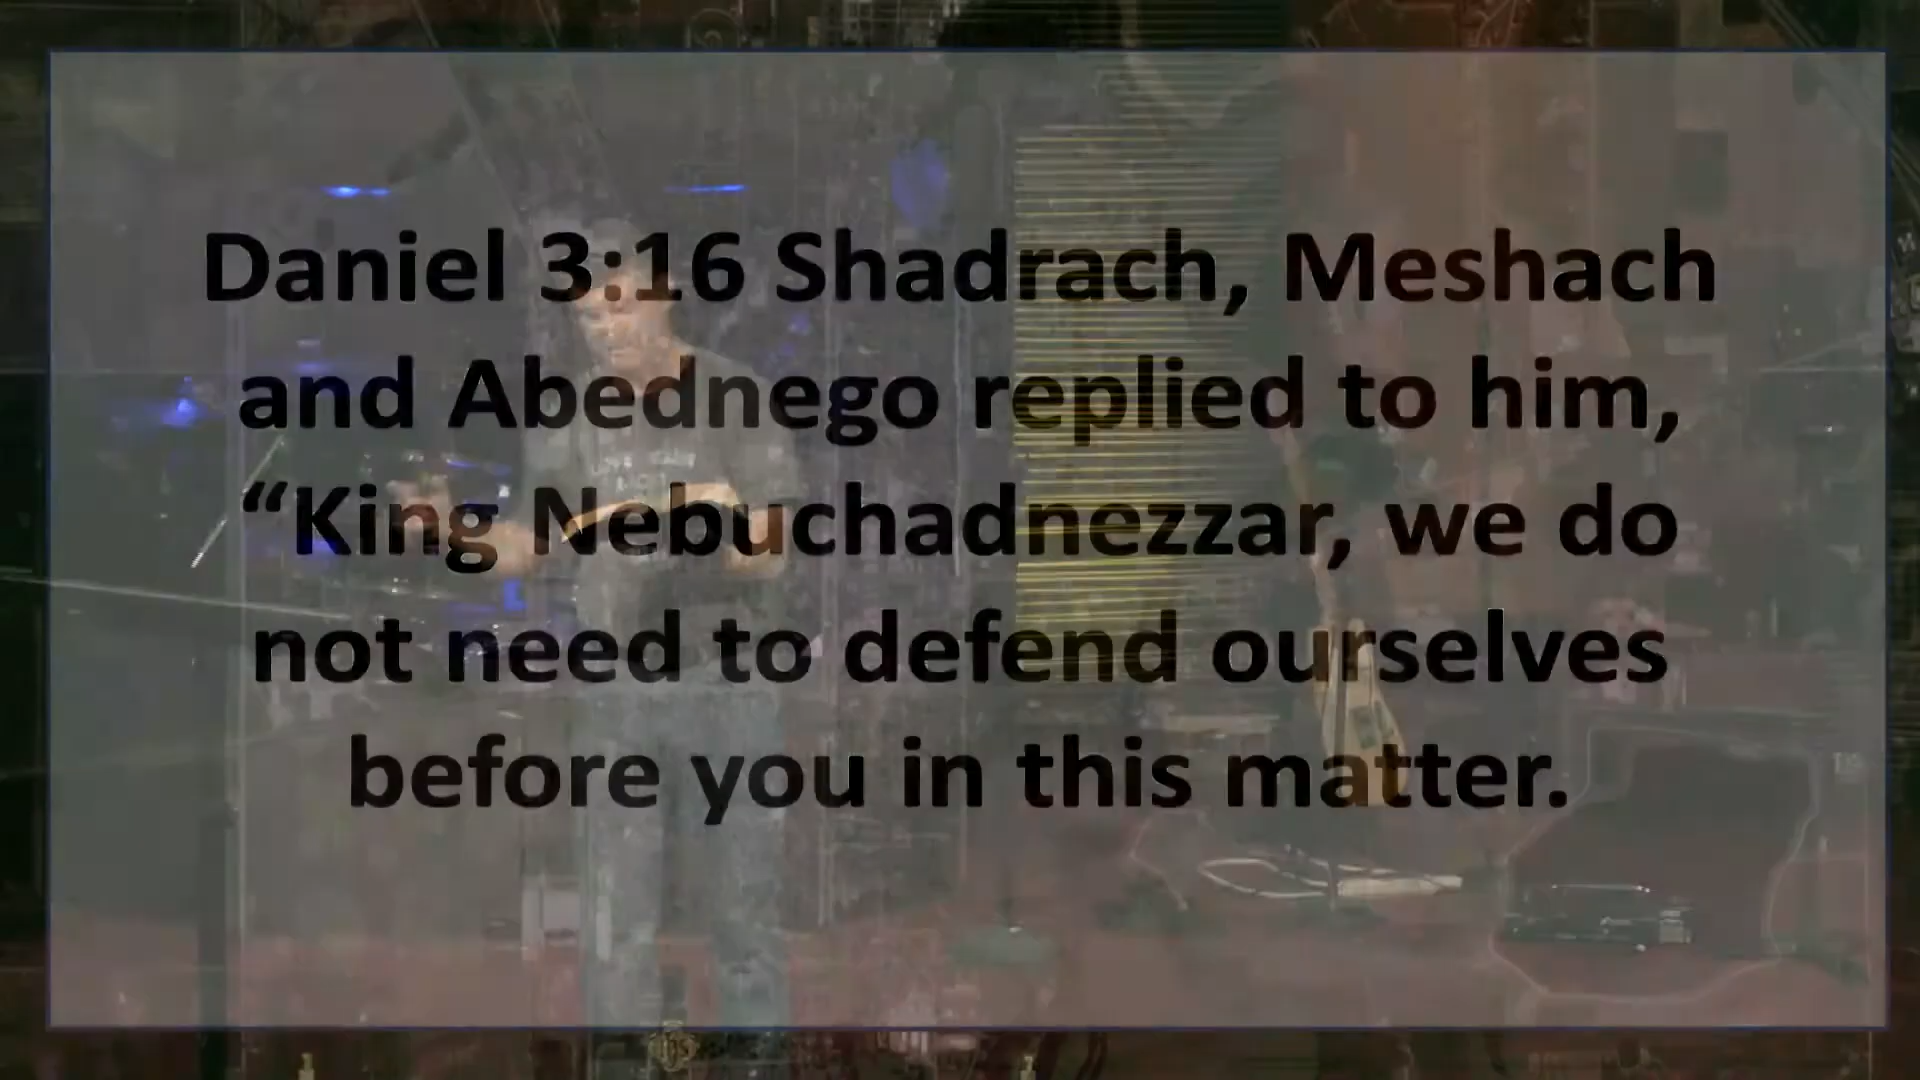 Daniel 3:16 Shadrach, Meshach
and Abednego replied to him,
“King Nebuchadnezzar, we do
not need to defend ourselves
before you in this matter.